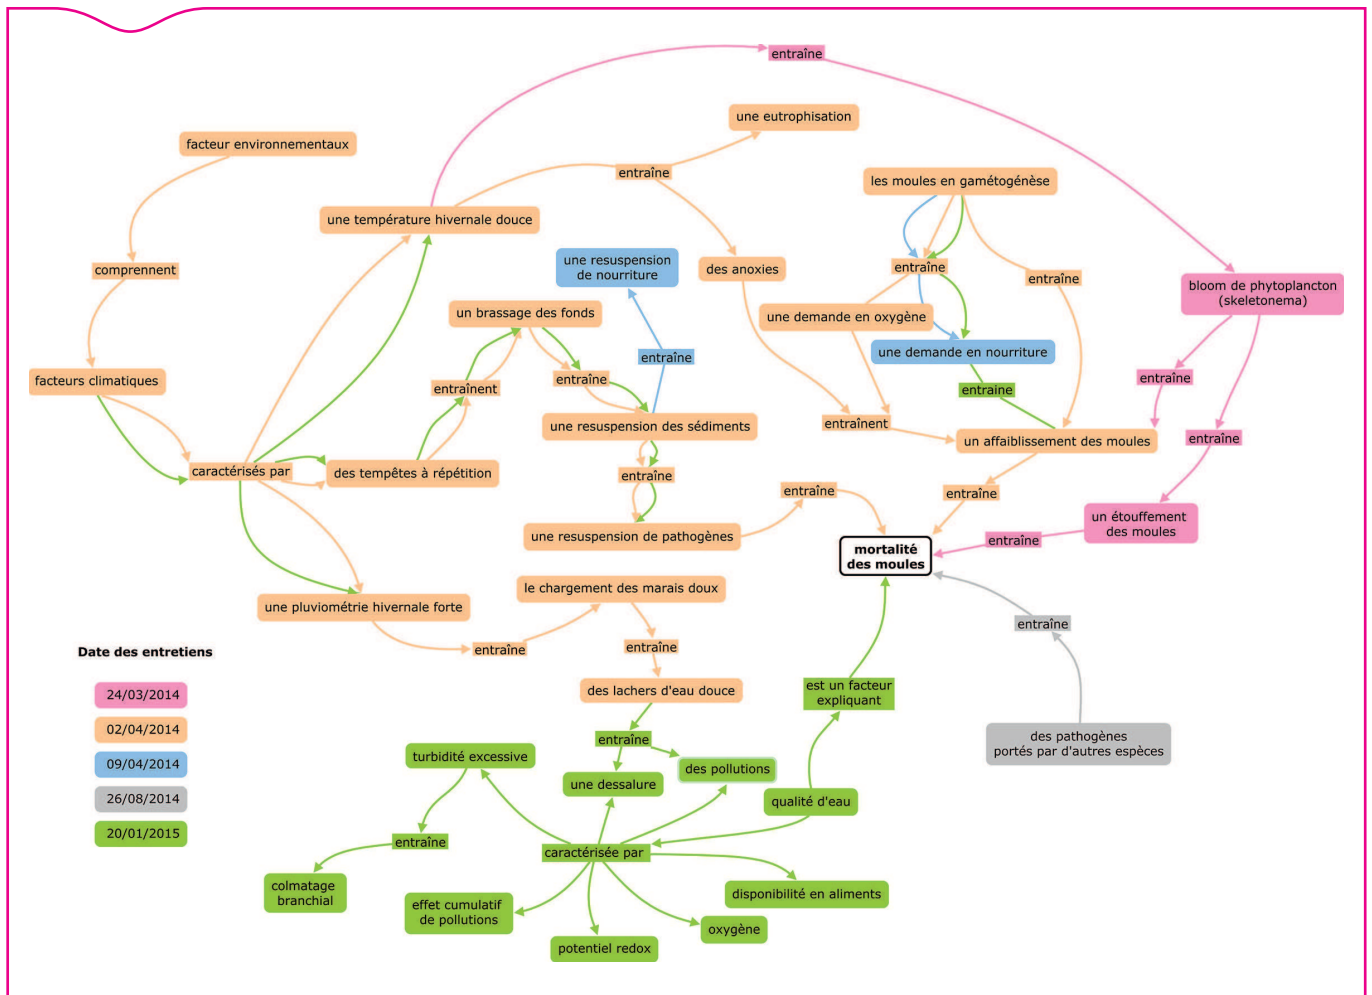 entraîne
une eutrophisation
facteur environnementaux
entraîne
les moules en gamétogénèse
une température hivernale douce
comprennent
une resuspension
de nourriture
des anoxies
entraîne
entraîne
bloom de phytoplancton
(skeletonema)
un brassage des fonds
une demande en oxygène
une demande en nourriture
entraîne
facteurs climatiques
entraînent
entraîne
entraine
entraîne
une resuspension des sédiments
entraînent
un affaiblissement des moules
entraîne
caractérisés par
des tempêtes à répétition
entraîne
entraîne
entraîne
une resuspension de pathogènes
un étouffement
des moules
entraîne
mortalité
des moules
le chargement des marais doux
une pluviométrie hivernale forte
entraîne
entraîne
entraîne
Date des entretiens
24/03/2014
02/04/2014
09/04/2014
26/08/2014
20/01/2015
des lachers d'eau douce
est un facteur
expliquant
des pathogènes
portés par d'autres espèces
entraîne
turbidité excessive
une dessalure
des pollutions
qualité d'eau
entraîne
caractérisée par
colmatage
branchial
effet cumulatif
de pollutions
disponibilité en aliments
oxygène
potentiel redox